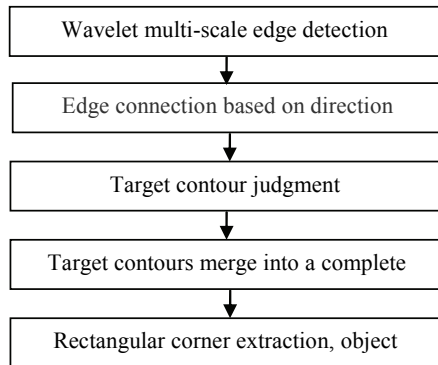 Wavelet multi-scale edge detection
Edge connection based on direction
Target contour judgment
Target contours merge into a complete
Rectangular corner extraction, object